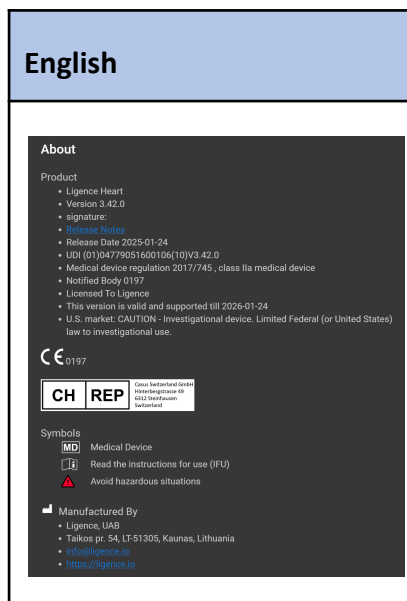 English
About
Product
• Ligence Heart
• Version 3.42.0
• signature:
• Release Notes
• Release Date 2025-01-24
• UDI (01)04779051600106(10)V3.42.0
• Medical device regulation 2017/745 , class IIa medical device
• Notified Body 0197
• Licensed To Ligence
• This version is valid and supported till 2026-01-24
• U.S. market: CAUTION - Investigational device. Limited Federal (or United States)
law to investigational use.
CE 0197
CH REP
Casus Switzerland GmbH
Hinterbergstrasse 49
6312 Steinhausen
Switzerland
Symbols
MD Medical Device
Read the instructions for use (IFU)
Avoid hazardous situations
Manufactured By
• Ligence, UAB
• Taikos pr. 54, LT-51305, Kaunas, Lithuania
• info@ligence.io
• https://ligence.io